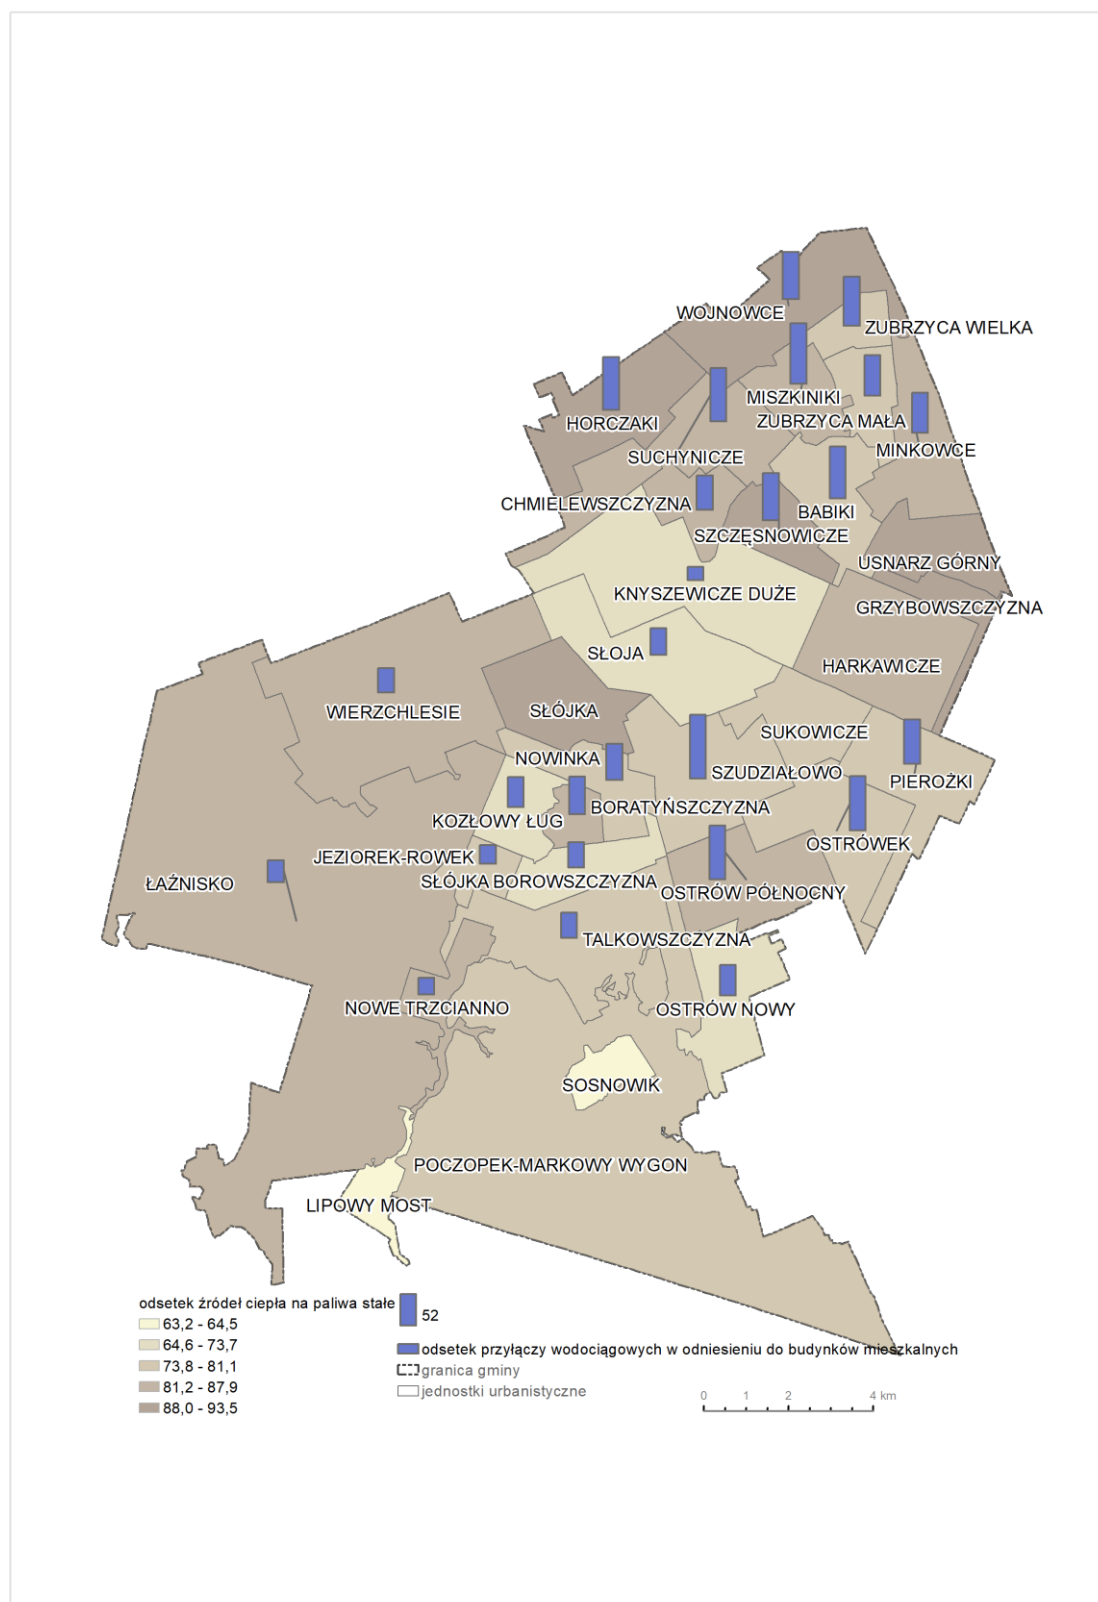 WOJNOWCE
ZUBRZYCA WIELKA
MISZKINIKI
HORCZAKI
ZUBRZYCA MAŁA
MINKOWCE
SUCHYNICZE
CHMIELEWSZCZYZNA
BABIKI
SZCZĘSNOWICZE
USNARZ GÓRNY
KNYSZEWICZE DUŻE
GRZYBOWSZCZYZNA
SŁOJA
HARKAWICZE
WIERZCHLESIE
SŁÓJKA
SUKOWICZE
NOWINKA
SZUDZIAŁOWO
PIEROŻKI
KOZŁOWY ŁUG
BORATYŃSZCZYZNA
OSTRÓWEK
JEZIOREK-ROWEK
ŁAŹNISKO
SŁÓJKA BOROWSZCZYZNA
OSTRÓW PÓŁNOCNY
TALKOWSZCZYZNA
NOWE TRZCIANNO
OSTRÓW NOWY
SOSNOWIK
POCZOPEK-MARKOWY WYGON
LIPOWY MOST
odsetek źródeł ciepła na paliwa stałe
63,2 - 64,5
64,6 - 73,7
73,8 - 81,1
81,2 - 87,9
88,0 - 93,5
52
odsetek przyłączy wodociągowych w odniesieniu do budynków mieszkalnych
granica gminy
jednostki urbanistyczne
0 1 2 4 km